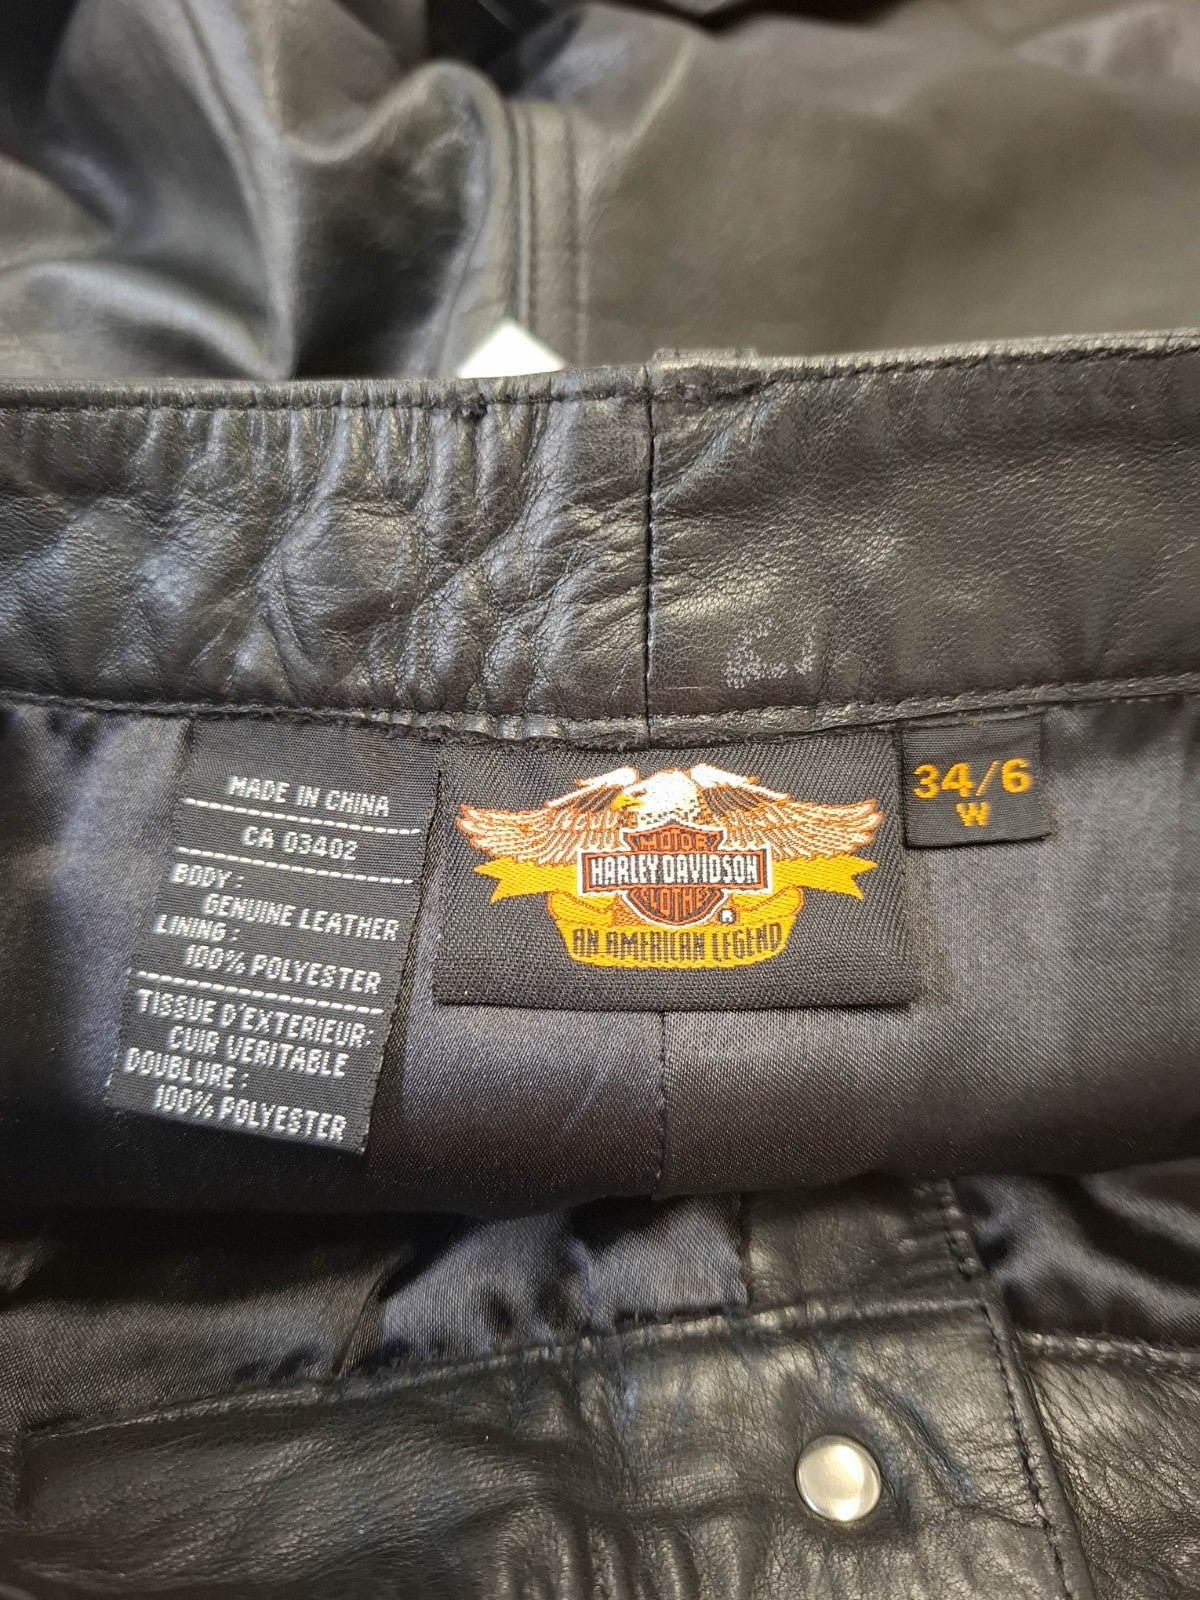 MADE IN CHINA
CA 03402
BODY:
GENUINE LEATHER
LINING:
100% POLYESTER
TISSUE D'EXTERIEUR:
CUIR VERITABLE
DOUBLURE:
100% POLYESTER
MOTOR
HARLEY DAVIDSON
CLOTHES
®
AN AMERICAN LEGEND
34/6
W